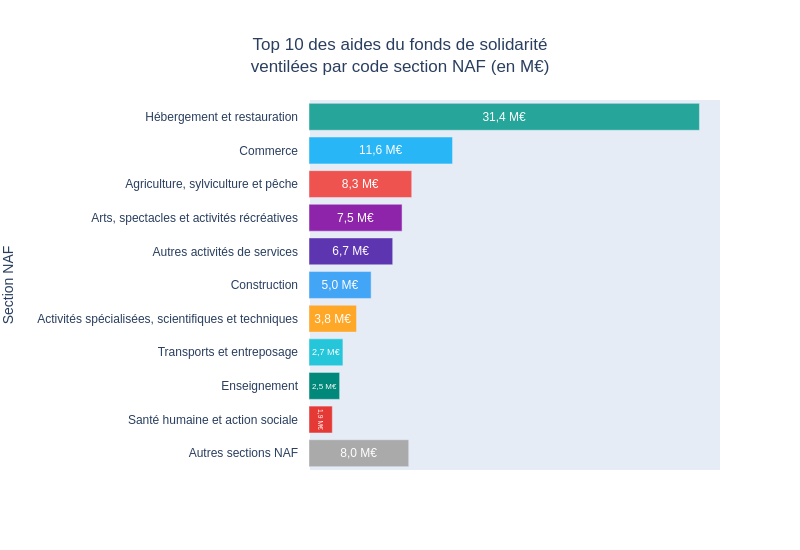 Top 10 des aides du fonds de solidarité
ventilées par code section NAF (en M€)
Section NAF
Hébergement et restauration 31,4 M€
Commerce 11,6 M€
Agriculture, sylviculture et pêche 8,3 M€
Arts, spectacles et activités récréatives 7,5 M€
Autres activités de services 6,7 M€
Construction 5,0 M€
Activités spécialisées, scientifiques et techniques 3,8 M€
Transports et entreposage 2,7 M€
Enseignement 2,5 M€
Santé humaine et action sociale 1,9 M€
Autres sections NAF 8,0 M€